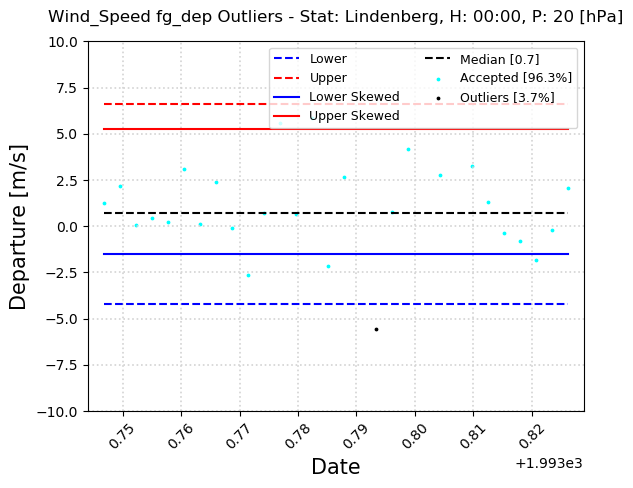 Wind_Speed fg_dep Outliers - Stat: Lindenberg, H: 00:00, P: 20 [hPa]
Departure [m/s]
10.0
7.5
5.0
2.5
0.0
−2.5
−5.0
−7.5
−10.0
Lower
Upper
Lower Skewed
Upper Skewed
Median [0.7]
Accepted [96.3%]
Outliers [3.7%]
0.75
0.76
0.77
0.78
0.79
0.80
0.81
0.82
+1.993e3
Date